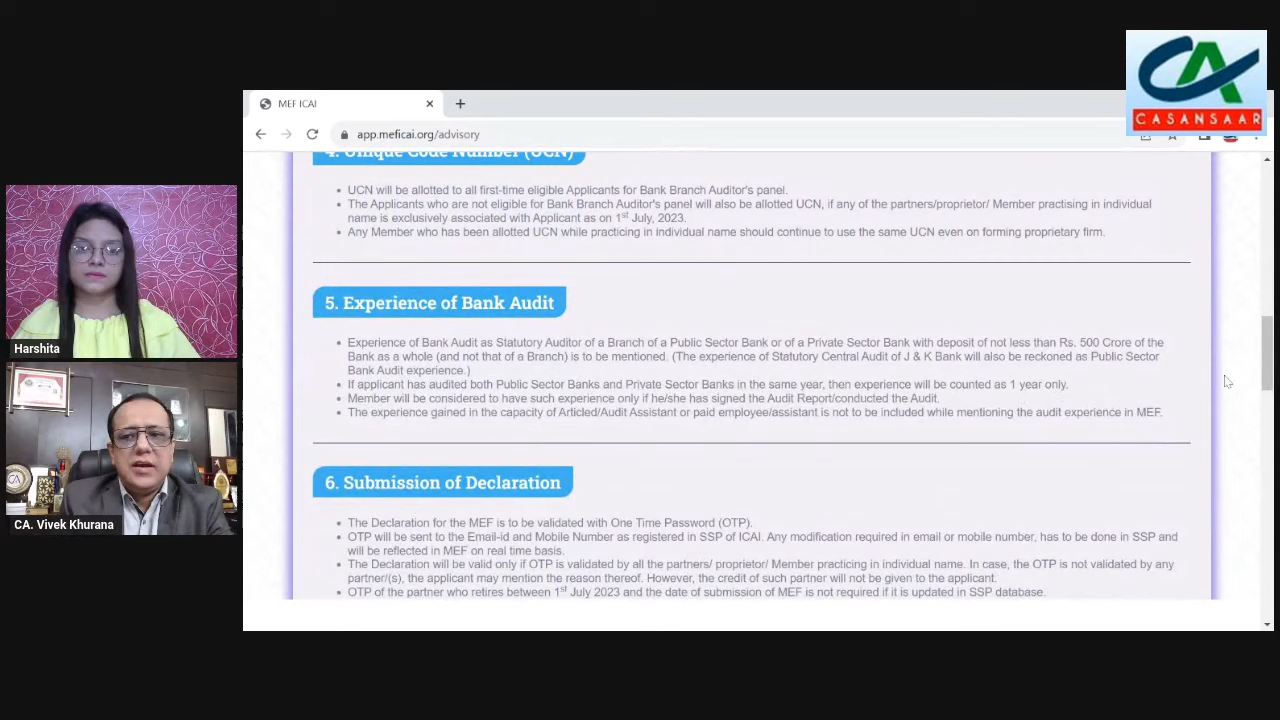 CA
CASANSAAR
MEF ICAI
app.meficai.org/advisory
4. Unique Code Number (UCN)
• UCN will be allotted to all first-time eligible Applicants for Bank Branch Auditor's panel.
• The Applicants who are not eligible for Bank Branch Auditor's panel will also be allotted UCN, if any of the partners/proprietor/ Member practising in individual
name is exclusively associated with Applicant as on 1st July, 2023.
• Any Member who has been allotted UCN while practicing in individual name should continue to use the same UCN even on forming proprietary firm.
5. Experience of Bank Audit
• Experience of Bank Audit as Statutory Auditor of a Branch of a Public Sector Bank or of a Private Sector Bank with deposit of not less than Rs. 500 Crore of the
Bank as a whole (and not that of a Branch) is to be mentioned. (The experience of Statutory Central Audit of J & K Bank will also be reckoned as Public Sector
Bank Audit experience.)
• If applicant has audited both Public Sector Banks and Private Sector Banks in the same year, then experience will be counted as 1 year only.
• Member will be considered to have such experience only if he/she has signed the Audit Report/conducted the Audit.
• The experience gained in the capacity of Articled/Audit Assistant or paid employee/assistant is not to be included while mentioning the audit experience in MEF.
6. Submission of Declaration
• The Declaration for the MEF is to be validated with One Time Password (OTP).
• OTP will be sent to the Email-id and Mobile Number as registered in SSP of ICAI. Any modification required in email or mobile number, has to be done in SSP and
will be reflected in MEF on real time basis.
• The Declaration will be valid only if OTP is validated by all the partners/ proprietor/ Member practicing in individual name. In case, the OTP is not validated by any
partner/(s), the applicant may mention the reason thereof. However, the credit of such partner will not be given to the applicant.
• OTP of the partner who retires between 1st July 2023 and the date of submission of MEF is not required if it is updated in SSP database.
Harshita
CA. Vivek Khurana